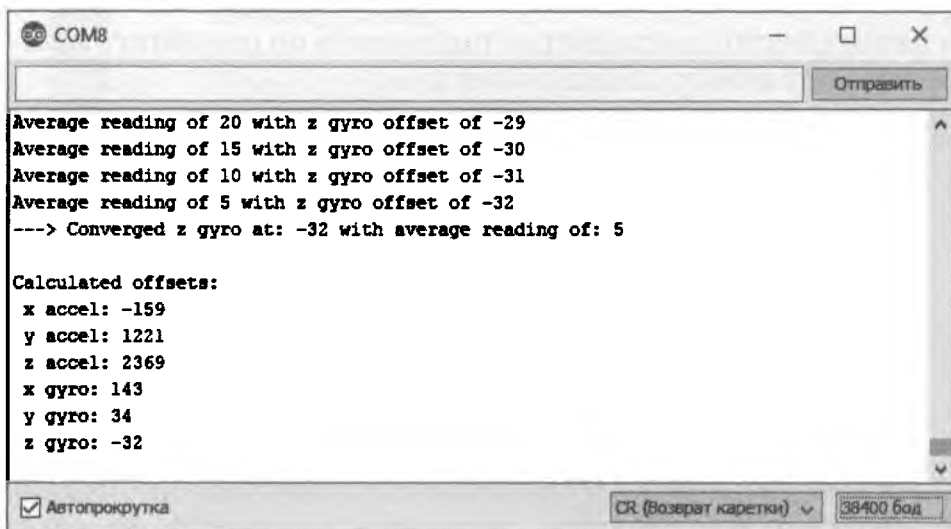 COM8
Отправить
Average reading of 20 with z gyro offset of -29
Average reading of 15 with z gyro offset of -30
Average reading of 10 with z gyro offset of -31
Average reading of 5 with z gyro offset of -32
---> Converged z gyro at: -32 with average reading of: 5
Calculated offsets:
x accel: -159
y accel: 1221
z accel: 2369
x gyro: 143
y gyro: 34
z gyro: -32
Автопрокрутка
CR (Возврат каретки)
38400 бод